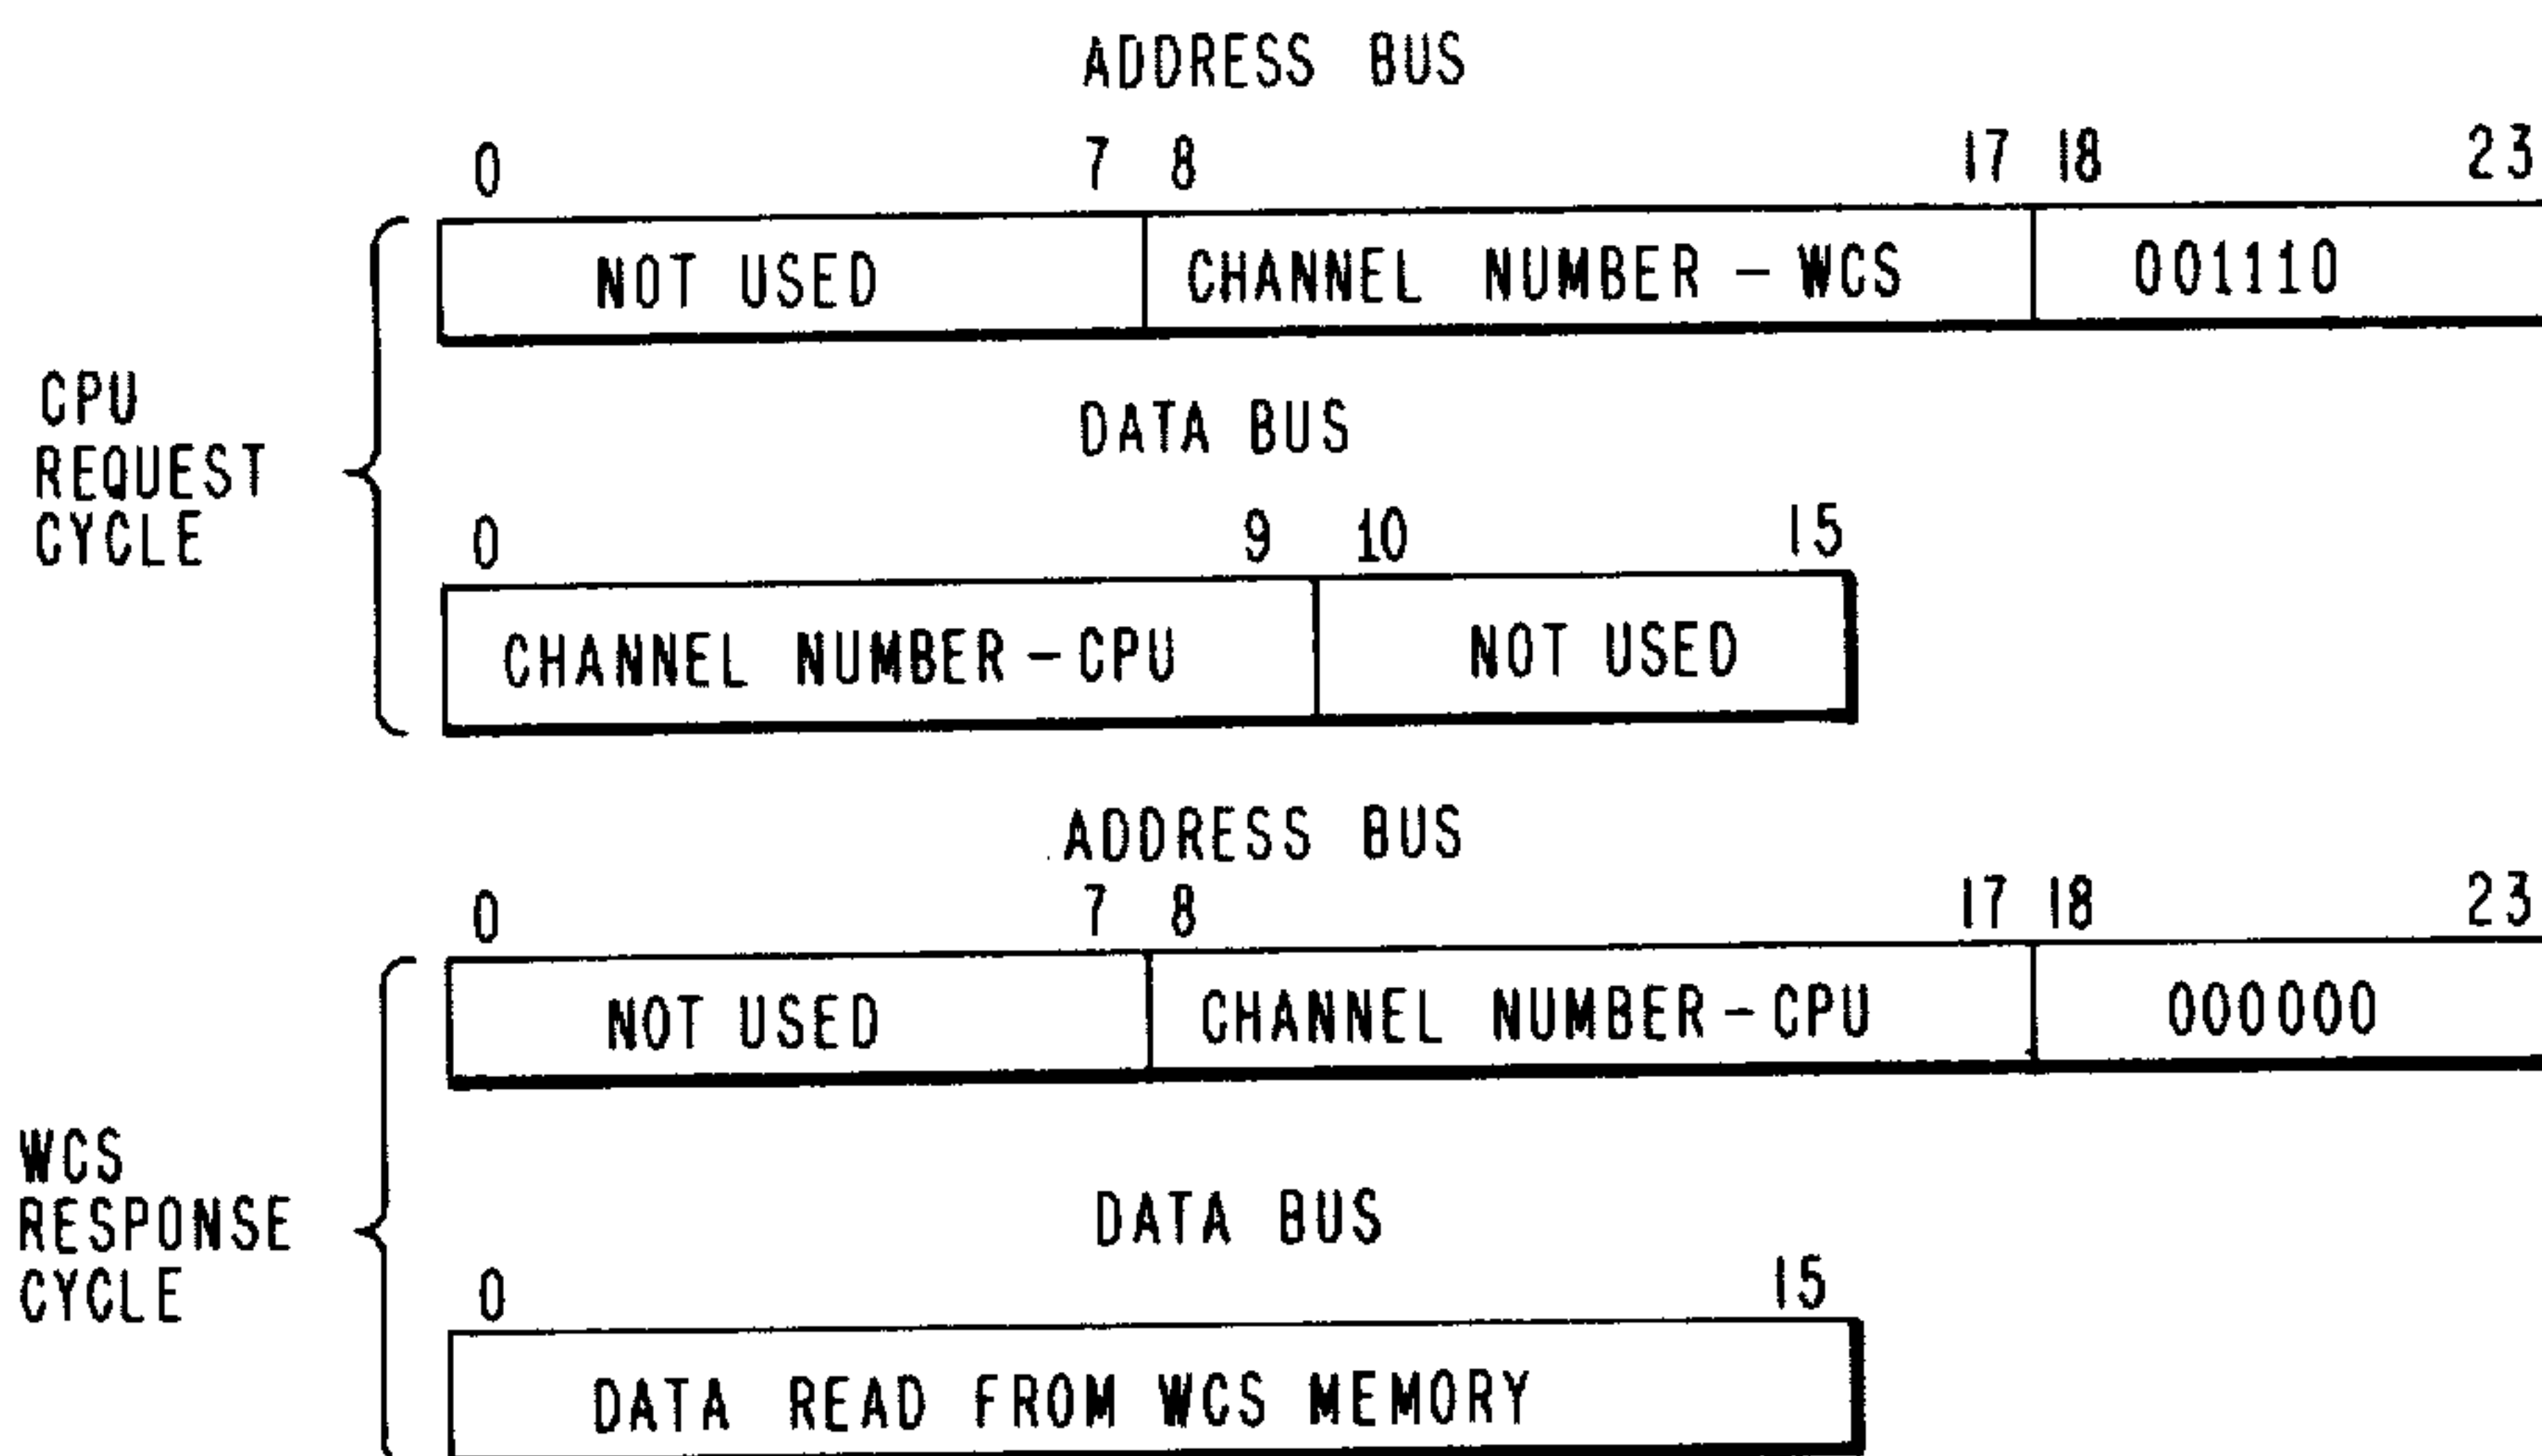 ADDRESS BUS
0 7 8 17 18 23
NOT USED CHANNEL NUMBER - WCS 001110
CPU
REQUEST
CYCLE
DATA BUS
0 9 10 15
CHANNEL NUMBER - CPU NOT USED
ADDRESS BUS
0 7 8 17 18 23
NOT USED CHANNEL NUMBER - CPU 000000
WCS
RESPONSE
CYCLE
DATA BUS
0 15
DATA READ FROM WCS MEMORY